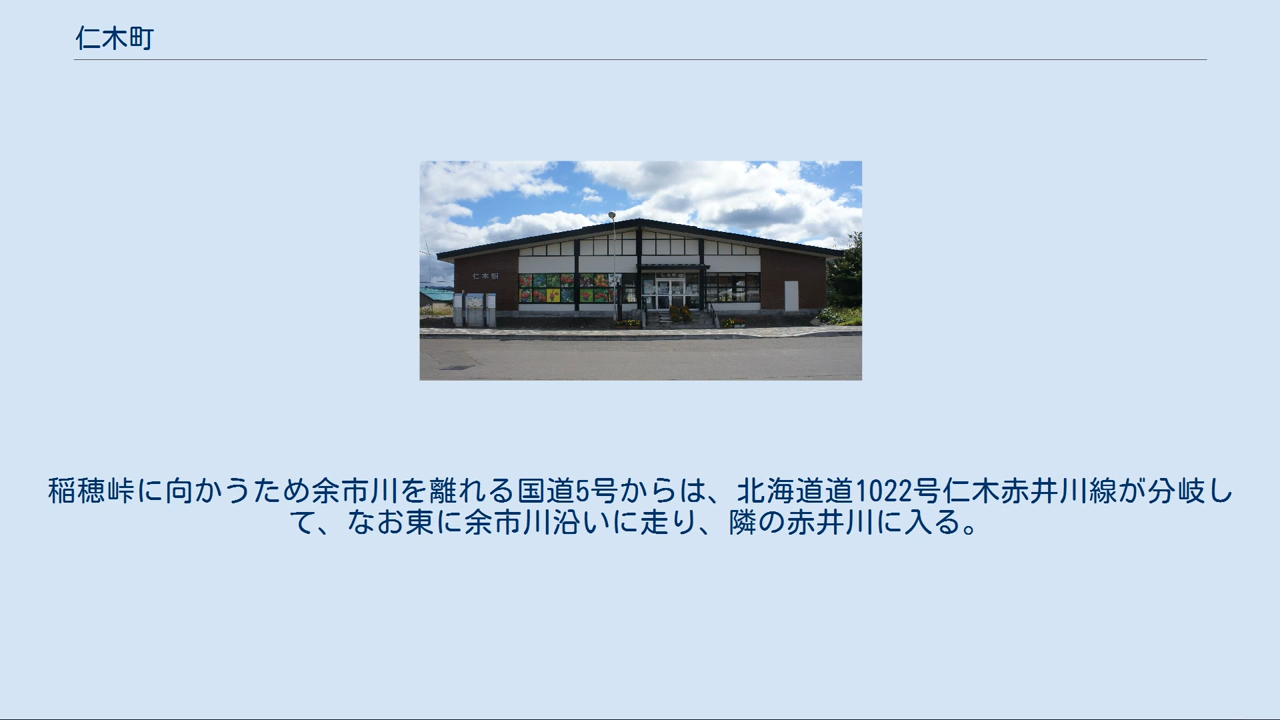 仁木町
仁木駅
稲穂峠に向かうため余市川を離れる国道5号からは、北海道道1022号仁木赤井川線が分岐し
て、なお東に余市川沿いに走り、隣の赤井川に入る。